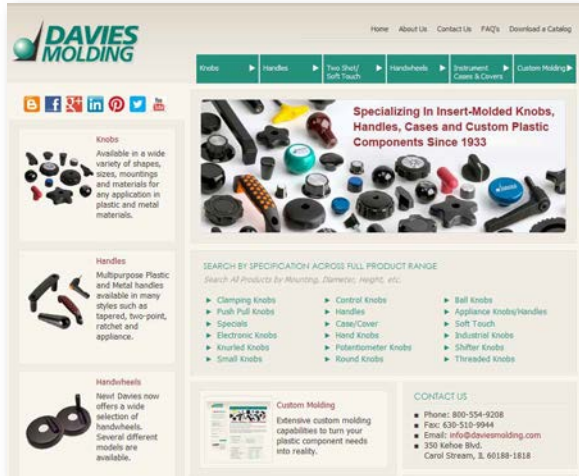 DAVIES
MOLDING
Home About Us Contact Us FAQ's Download a Catalog
Knobs Handles Two Shot/ Soft Touch Handwheels Instrument Cases & Covers Custom Molding
Specializing In Insert-Molded Knobs,
Handles, Cases and Custom Plastic
Components Since 1933
Knobs
Available in a wide
variety of shapes,
sizes, mountings
and materials for
any application in
plastic and metal
materials.
Handles
Multipurpose Plastic
and Metal handles
available in many
styles such as
tapered, two-point,
ratchet and
appliance.
Handwheels
New! Davies now
offers a wide
selection of
handwheels.
Several different
models are
available.
SEARCH BY SPECIFICATION ACROSS FULL PRODUCT RANGE
Search All Products by Mounting, Diameter, Height, etc.
Clamping Knobs
Push Pull Knobs
Specials
Electronic Knobs
Knurled Knobs
Small Knobs
Control Knobs
Handles
Case/Cover
Hard Knobs
Potentiometer Knobs
Round Knobs
Ball Knobs
Appliance Knobs/Handles
Soft Touch
Industrial Knobs
Shifter Knobs
Threaded Knobs
Custom Molding
Extensive custom molding
capabilities to turn your
plastic component needs
into reality.
CONTACT US
Phone: 800-554-9208
Fax: 630-510-9944
Email: info@daviesmolding.com
350 Kehoe Blvd.
Carol Stream, IL 60188-1818